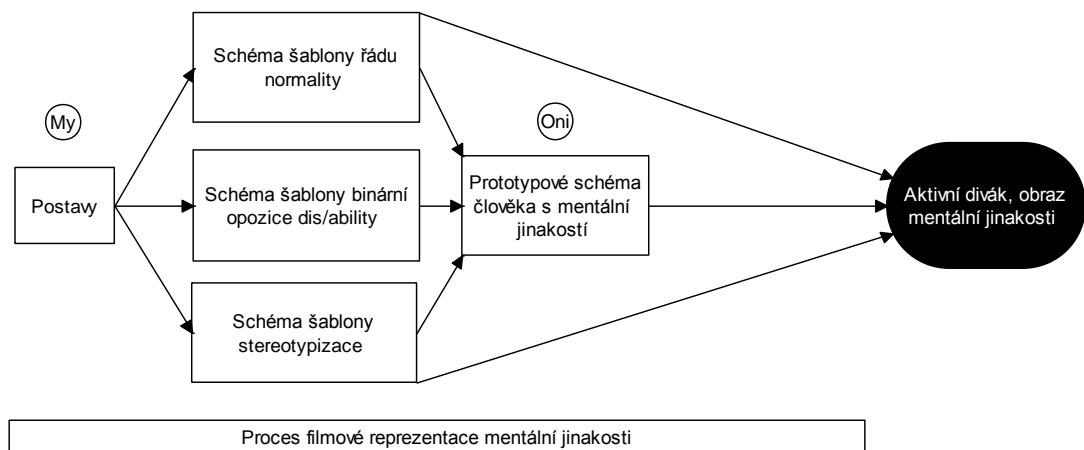 Schéma šablony řádu
normality
My
Oni
Postavy
Schéma šablony binární
opozice dis/ability
Prototypové schéma
člověka s mentální
jinakostí
Aktivní divák, obraz
mentální jinakosti
Schéma šablony
stereotypizace
Proces filmové reprezentace mentální jinakosti